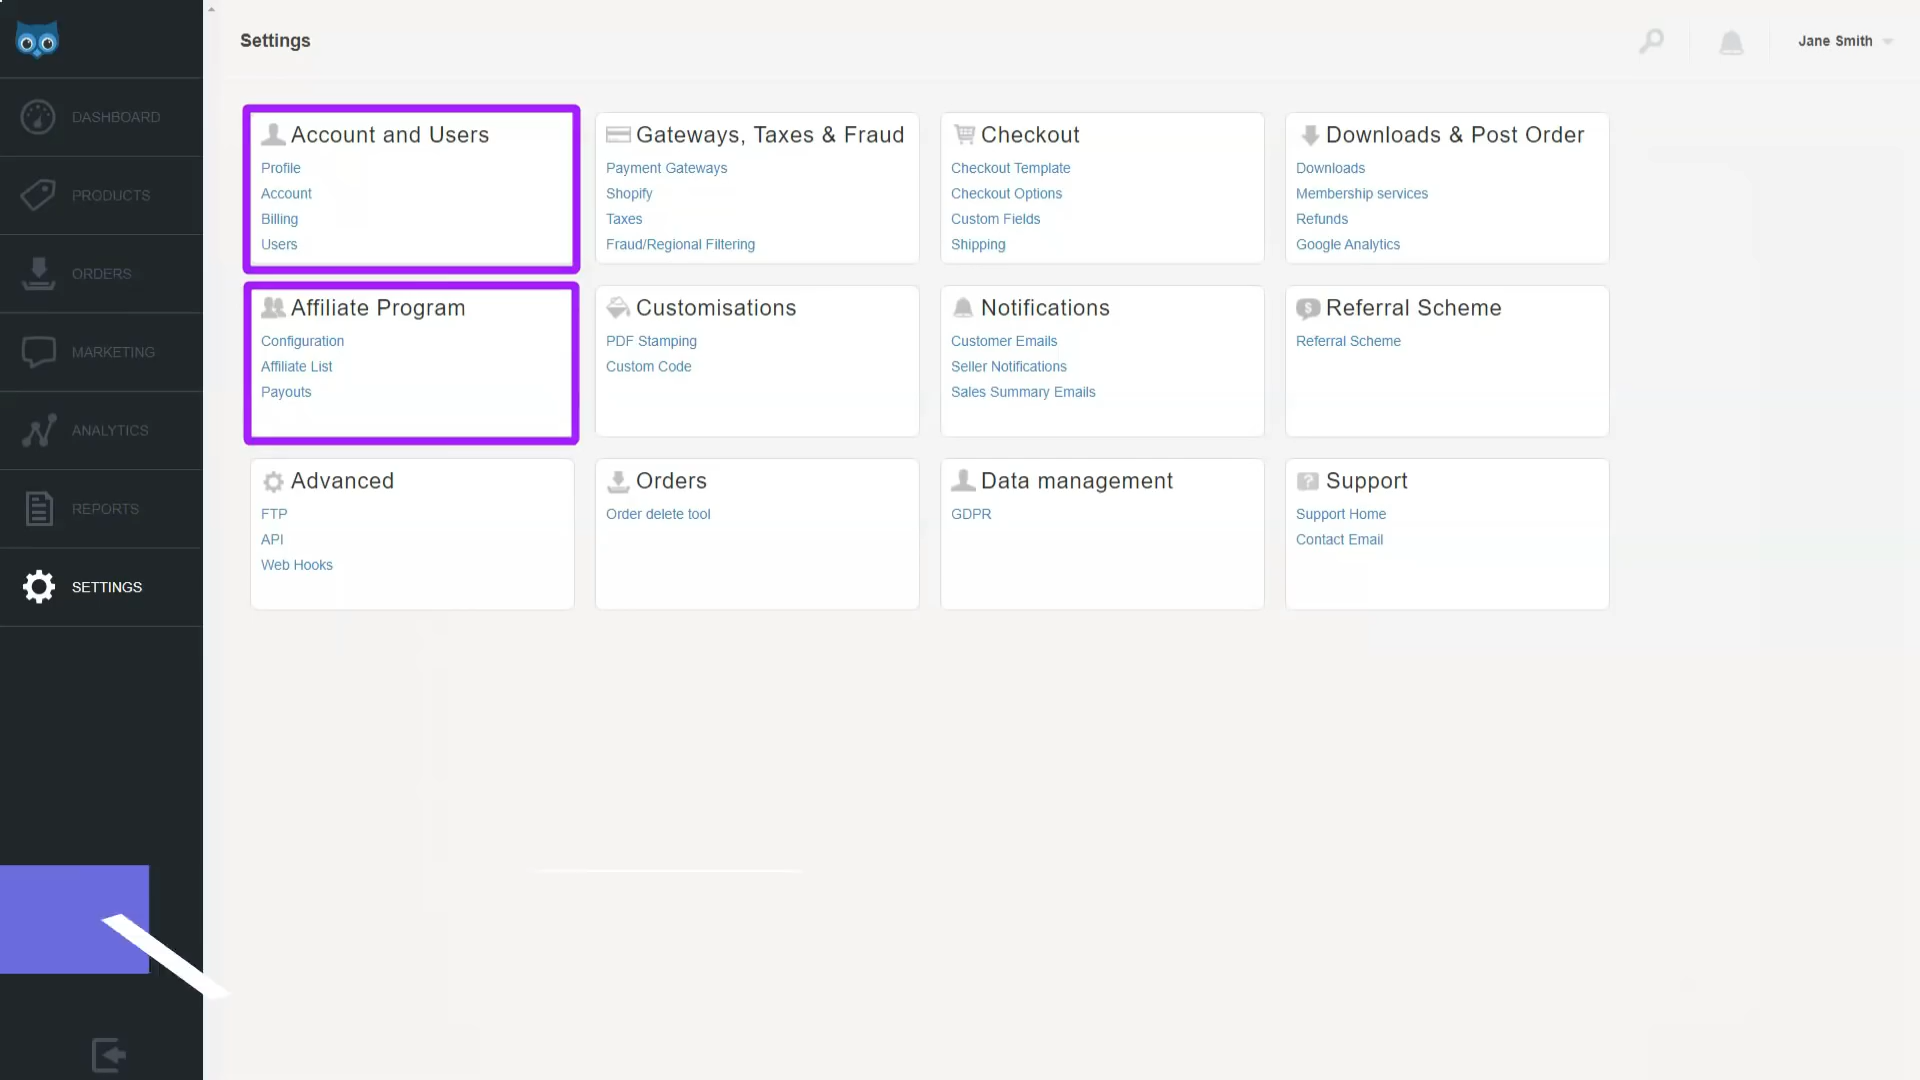 Settings
Jane Smith
DASHBOARD
PRODUCTS
ORDERS
MARKETING
ANALYTICS
REPORTS
SETTINGS
Account and Users
Profile
Account
Billing
Users
Gateways, Taxes & Fraud
Payment Gateways
Shopify
Taxes
Fraud/Regional Filtering
Checkout
Checkout Template
Checkout Options
Custom Fields
Shipping
Downloads & Post Order
Downloads
Membership services
Refunds
Google Analytics
Affiliate Program
Configuration
Affiliate List
Payouts
Customisations
PDF Stamping
Custom Code
Notifications
Customer Emails
Seller Notifications
Sales Summary Emails
Referral Scheme
Referral Scheme
Advanced
FTP
API
Web Hooks
Orders
Order delete tool
Data management
GDPR
Support
Support Home
Contact Email